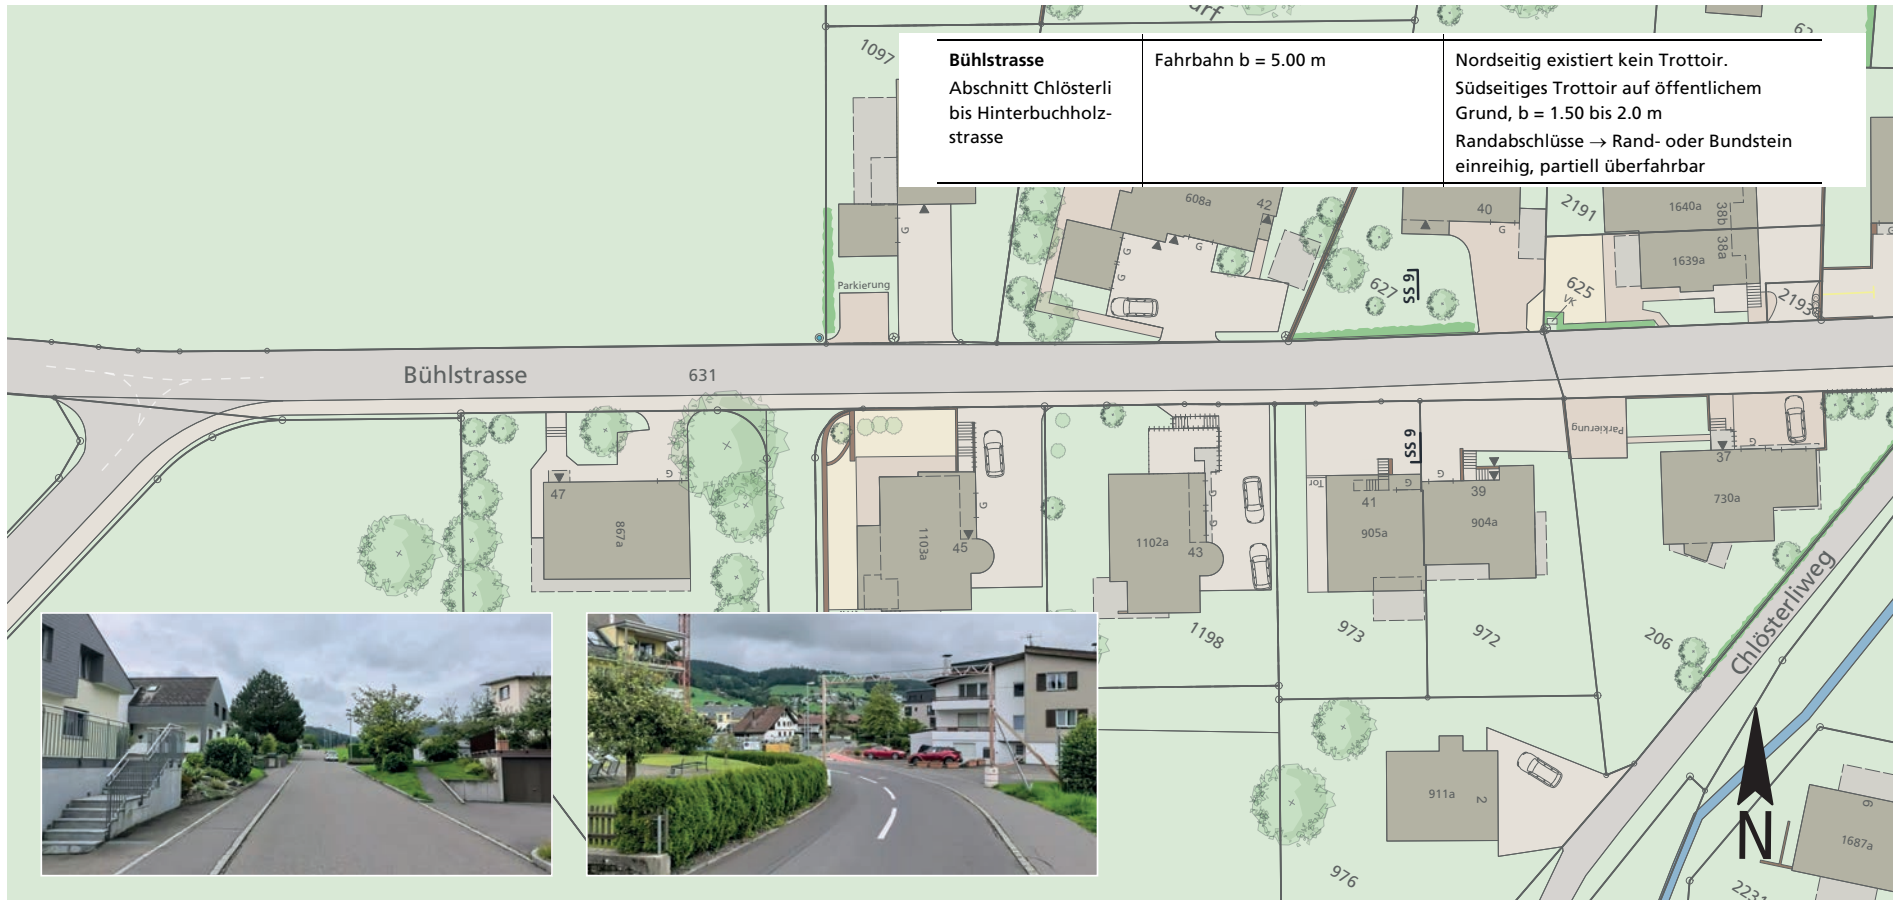 1097
Bühlstrasse
Abschnitt Chlösterli
bis Hinterbuchholz-
strasse
Fahrbahn b = 5.00 m
Nordseitig existiert kein Trottoir.
Südseitiges Trottoir auf öffentlichem
Grund, b = 1.50 bis 2.0 m
Randabschlüsse → Rand- oder Bundstein
einreihig, partiell überfahrbar
608a
42
40
2191
1640a
38b
38a
1639a
G
G
G
G
G
G
Parkierung
627
SS 9
625
VK
2193
Bühlstrasse
631
47
G
867a
1103a
45
G
1102a
43
G
G
Tor
41
G
905a
SS 9
G
39
904a
Parkierung
37
G
730a
1198
973
972
206
Chlösterliweg
911a
2
976
N
6
1687a
2231